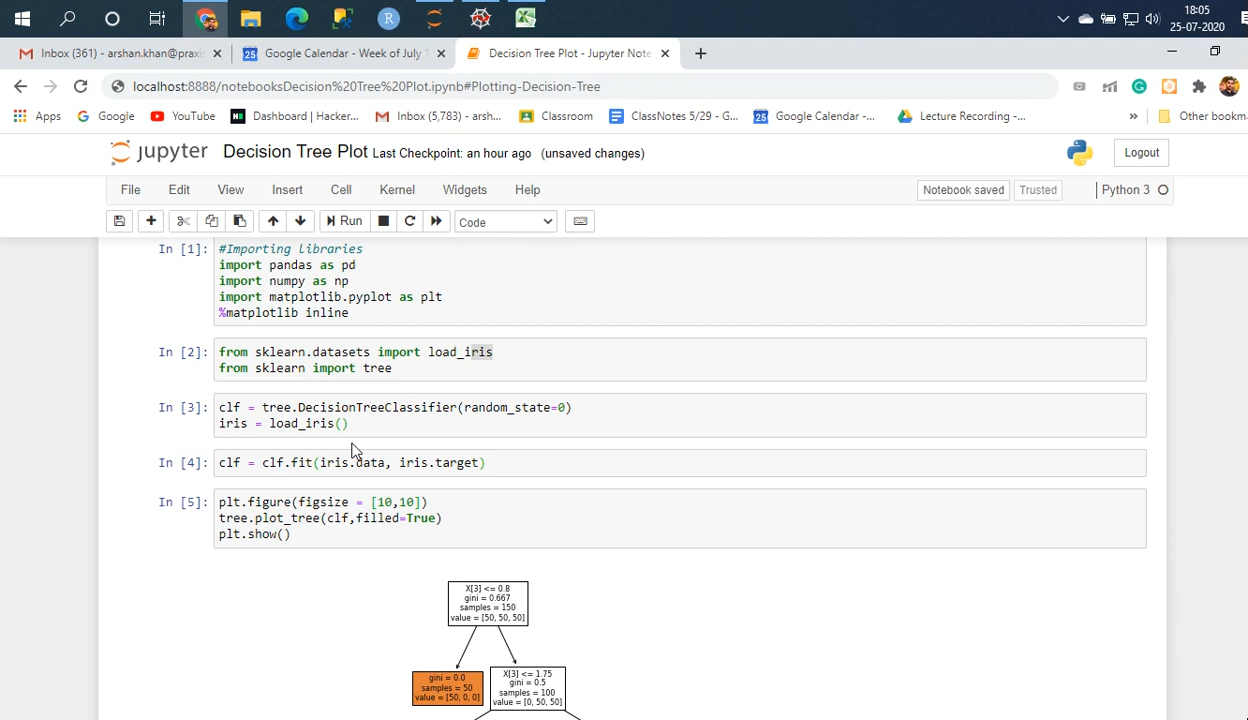 18:05
25-07-2020
Inbox (361) - arshan.khan@praxis
Google Calendar - Week of July
Decision Tree Plot - Jupyter Note
localhost:8888/notebooksDecision%20Tree%20Plot.ipynb#Plotting-Decision-Tree
Apps Google YouTube Dashboard | Hacker... Inbox (5,783) - arsh... Classroom ClassNotes 5/29 - G... Google Calendar -... Lecture Recording -... » Other bookm
jupyter Decision Tree Plot Last Checkpoint: an hour ago (unsaved changes) Logout
File Edit View Insert Cell Kernel Widgets Help Notebook saved Trusted Python 3
Run Code
In [1]: #Importing libraries
import pandas as pd
import numpy as np
import matplotlib.pyplot as plt
%matplotlib inline
In [2]: from sklearn.datasets import load_iris
from sklearn import tree
In [3]: clf = tree.DecisionTreeClassifier(random_state=0)
iris = load_iris()
In [4]: clf = clf.fit(iris.data, iris.target)
In [5]: plt.figure(figsize = [10,10])
tree.plot_tree(clf,filled=True)
plt.show()
X[3] <= 0.8
gini = 0.667
samples = 150
value = [50, 50, 50]
gini = 0.0
samples = 50
value = [50, 0, 0]
X[3] <= 1.75
gini = 0.5
samples = 100
value = [0, 50, 50]